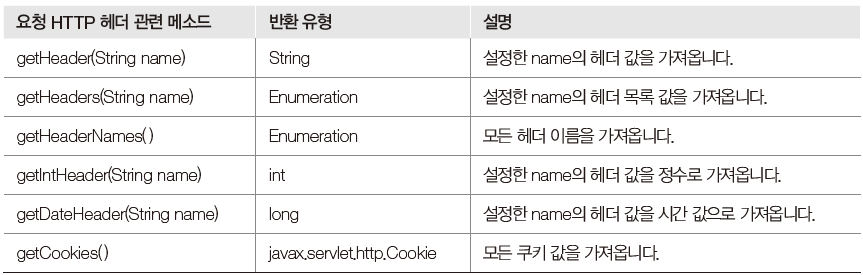 요청 HTTP 헤더 관련 메소드 반환 유형 설명
getHeader(String name) String 설정한 name의 헤더 값을 가져옵니다.
getHeaders(String name) Enumeration 설정한 name의 헤더 목록 값을 가져옵니다.
getHeaderNames() Enumeration 모든 헤더 이름을 가져옵니다.
getIntHeader(String name) int 설정한 name의 헤더 값을 정수로 가져옵니다.
getDateHeader(String name) long 설정한 name의 헤더 값을 시간 값으로 가져옵니다.
getCookies() javax.servlet.http.Cookie 모든 쿠키 값을 가져옵니다.